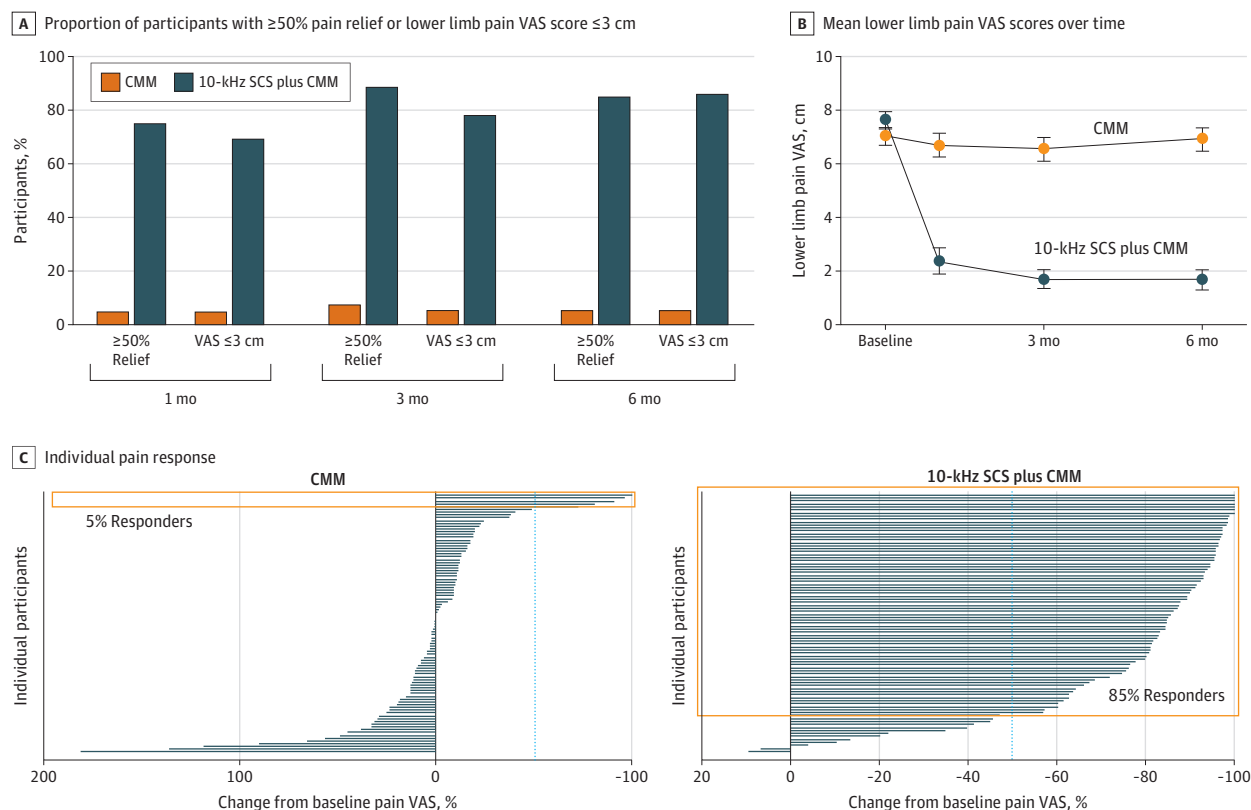 A Proportion of participants with ≥50% pain relief or lower limb pain VAS score ≤3 cm
100
80
60
40
20
0
Participants, %
CMM
10-kHz SCS plus CMM
≥50% Relief
VAS ≤3 cm
≥50% Relief
VAS ≤3 cm
≥50% Relief
VAS ≤3 cm
1 mo
3 mo
6 mo
B Mean lower limb pain VAS scores over time
10
8
6
4
2
0
Lower limb pain VAS, cm
CMM
10-kHz SCS plus CMM
Baseline
3 mo
6 mo
C Individual pain response
CMM
5% Responders
Individual participants
200
100
0
-100
Change from baseline pain VAS, %
10-kHz SCS plus CMM
85% Responders
Individual participants
20
0
-20
-40
-60
-80
-100
Change from baseline pain VAS, %